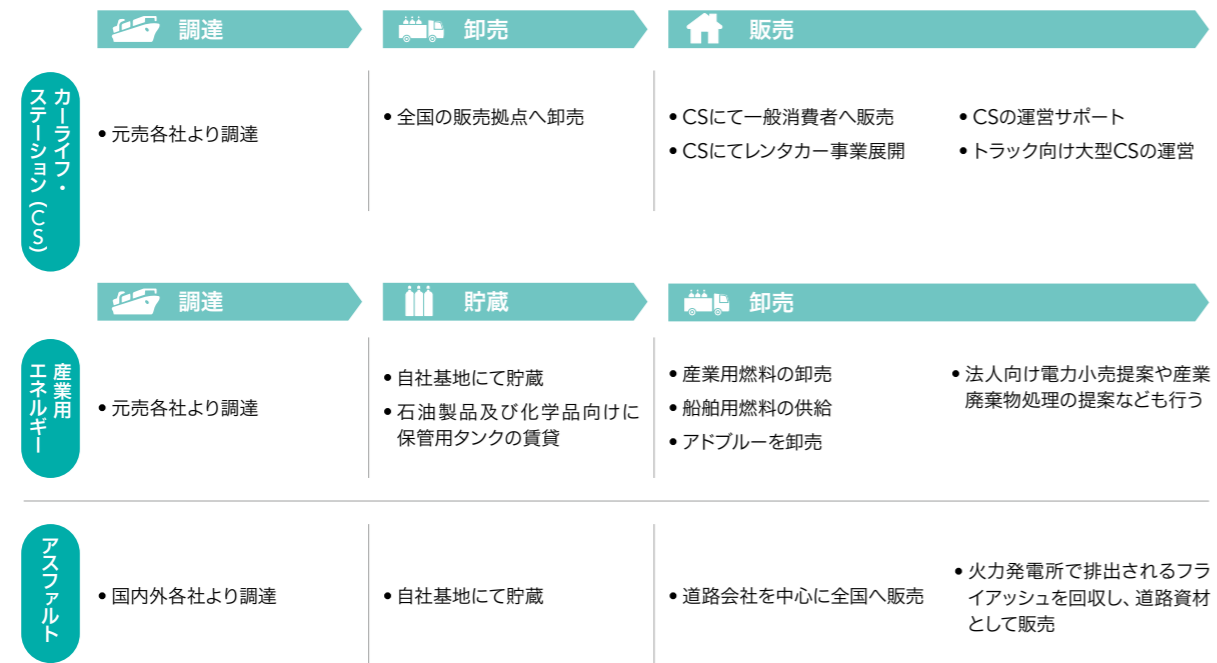 調達
卸売
販売
カーライフ・
ステーション(CS)
• 元売各社より調達
• 全国の販売拠点へ卸売
• CSにて一般消費者へ販売
• CSにてレンタカー事業展開
• CSの運営サポート
• トラック向け大型CSの運営
調達
貯蔵
卸売
産業用
エネルギー
• 元売各社より調達
• 自社基地にて貯蔵
• 石油製品及び化学品向けに
保管用タンクの賃貸
• 産業用燃料の卸売
• 船舶用燃料の供給
• アドブルーを卸売
• 法人向け電力小売提案や産業
廃棄物処理の提案なども行う
アスファルト
• 国内外各社より調達
• 自社基地にて貯蔵
• 道路会社を中心に全国へ販売
• 火力発電所で排出されるフラ
イアッシュを回収し、道路資材
として販売